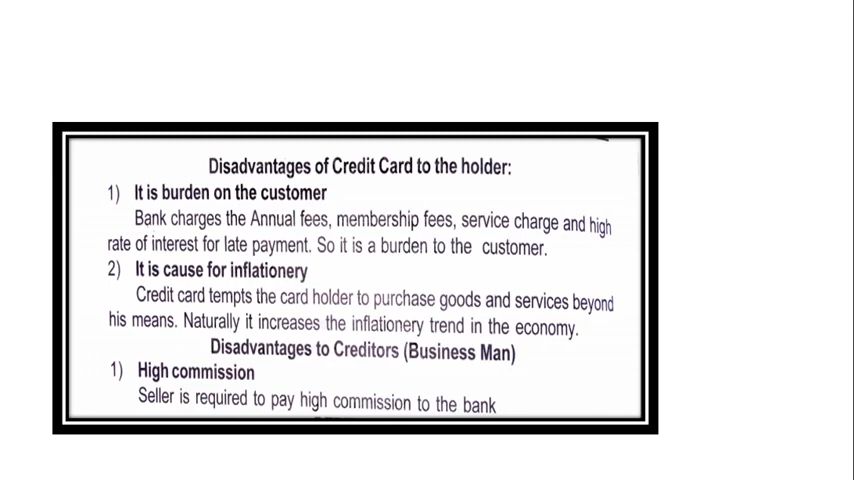 Disadvantages of Credit Card to the holder:
1) It is burden on the customer
Bank charges the Annual fees, membership fees, service charge and high
rate of interest for late payment. So it is a burden to the customer.
2) It is cause for inflationery
Credit card tempts the card holder to purchase goods and services beyond
his means. Naturally it increases the inflationery trend in the economy.
Disadvantages to Creditors (Business Man)
1) High commission
Seller is required to pay high commission to the bank